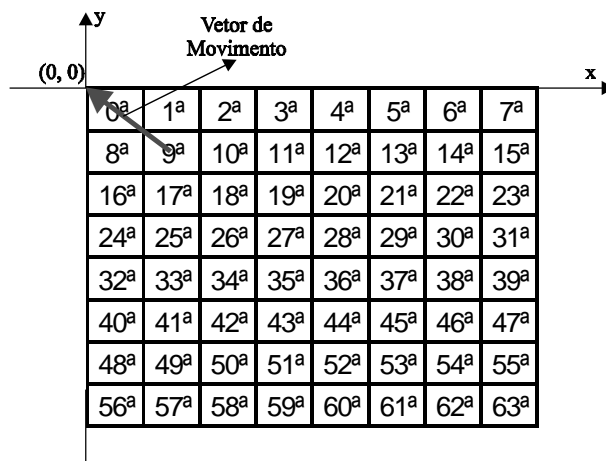 y
Vetor de
Movimento
(0, 0)
x
0ª 1ª 2ª 3ª 4ª 5ª 6ª 7ª
8ª 9ª 10ª 11ª 12ª 13ª 14ª 15ª
16ª 17ª 18ª 19ª 20ª 21ª 22ª 23ª
24ª 25ª 26ª 27ª 28ª 29ª 30ª 31ª
32ª 33ª 34ª 35ª 36ª 37ª 38ª 39ª
40ª 41ª 42ª 43ª 44ª 45ª 46ª 47ª
48ª 49ª 50ª 51ª 52ª 53ª 54ª 55ª
56ª 57ª 58ª 59ª 60ª 61ª 62ª 63ª